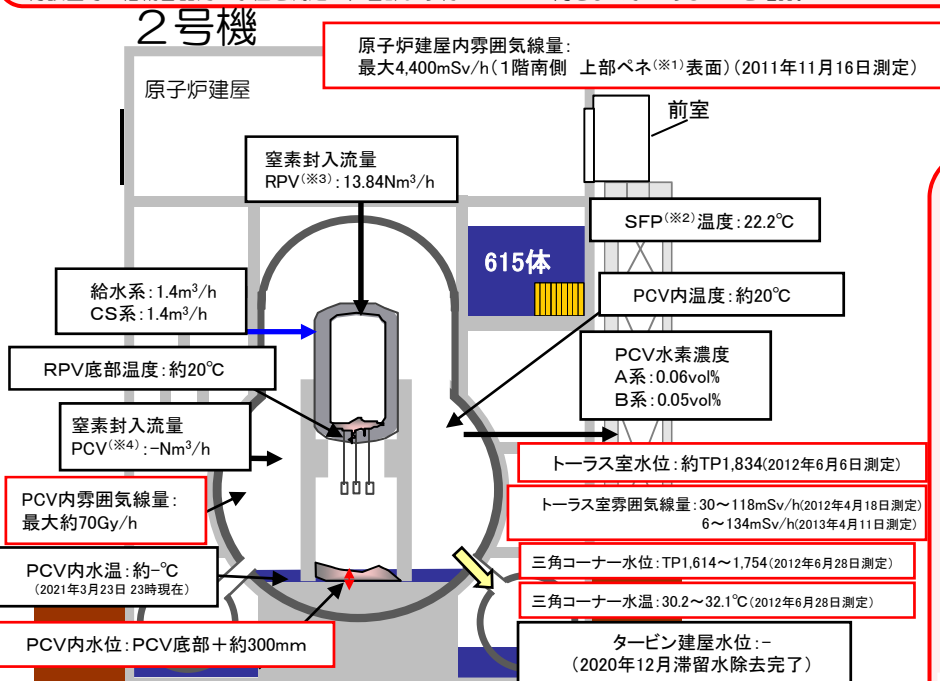 2号機
原子炉建屋内雰囲気線量:
最大4,400mSv/h(1階南側 上部ペネ(※1)表面)(2011年11月16日測定)
原子炉建屋
前室
窒素封入流量
RPV(※3):13.84Nm³/h
SFP(※2)温度:22.2℃
615体
給水系:1.4m³/h
CS系:1.4m³/h
PCV内温度:約20℃
RPV底部温度:約20℃
PCV水素濃度
A系:0.06vol%
B系:0.05vol%
窒素封入流量
PCV(※4):-Nm³/h
トーラス室水位:約TP1,834(2012年6月6日測定)
PCV内雰囲気線量:
最大約70Gy/h
トーラス室雰囲気線量:30~118mSv/h(2012年4月18日測定)
6~134mSv/h(2013年4月11日測定)
PCV内水温:約-℃
(2021年3月23日 23時現在)
三角コーナー水位:TP1,614~1,754(2012年6月28日測定)
三角コーナー水温:30.2~32.1℃(2012年6月28日測定)
PCV内水位:PCV底部+約300mm
タービン建屋水位:-
(2020年12月滞留水除去完了)